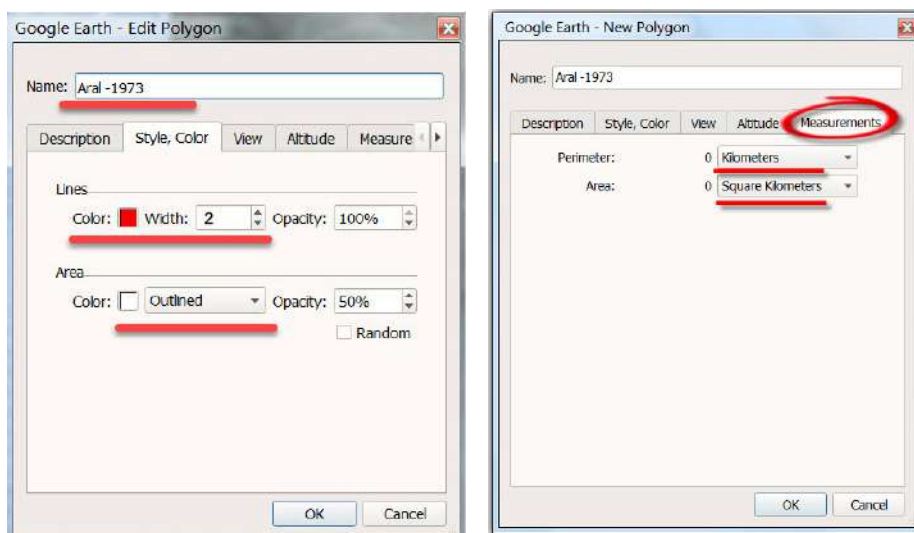 Google Earth - Edit Polygon
Name: Aral -1973
Description Style, Color View Altitude Measure
Lines
Color: Width: 2 Opacity: 100%
Area
Color: Outlined Opacity: 50%
Random
OK Cancel
Google Earth - New Polygon
Name: Aral -1973
Description Style, Color View Altitude Measurements
Perimeter: 0 Kilometers
Area: 0 Square Kilometers
OK Cancel